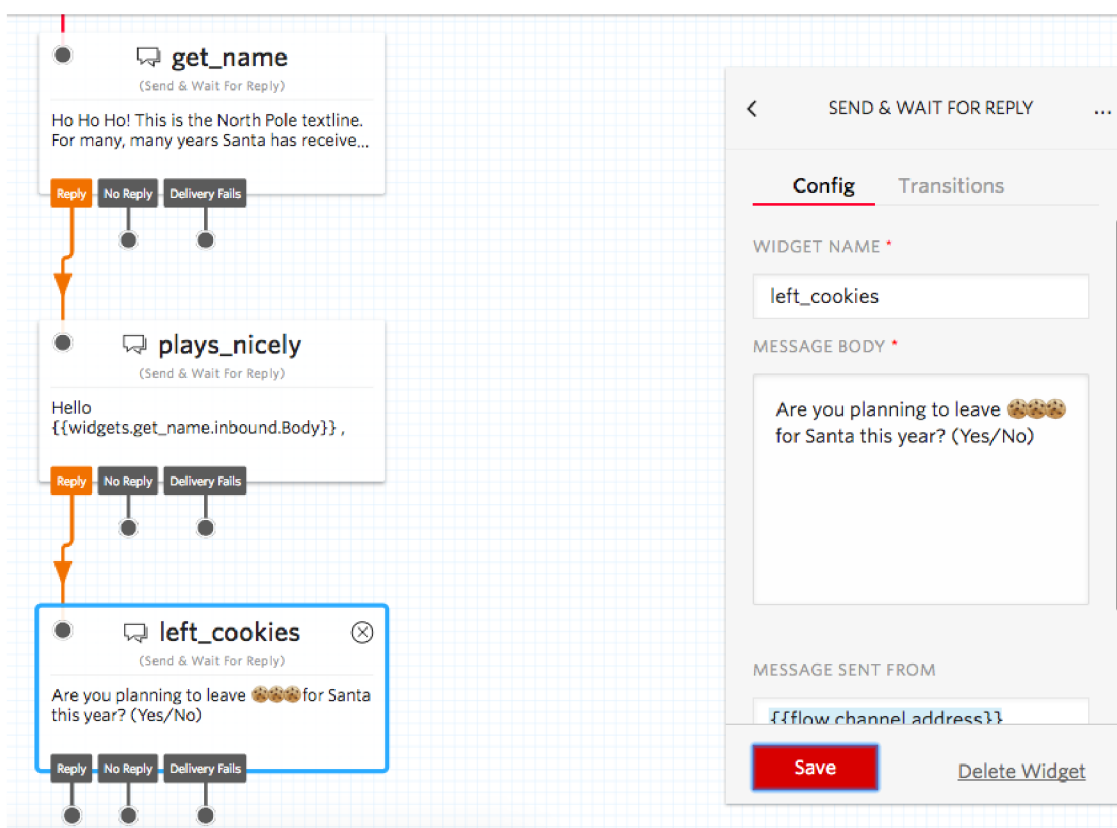 get_name
(Send & Wait For Reply)
Ho Ho Ho! This is the North Pole textline.
For many, many years Santa has receive...
Reply No Reply Delivery Fails
plays_nicely
(Send & Wait For Reply)
Hello
{{widgets.get_name.inbound.Body}} ,
Reply No Reply Delivery Fails
left_cookies
(Send & Wait For Reply)
Are you planning to leave 🍪🍪🍪for Santa
this year? (Yes/No)
Reply No Reply Delivery Fails
SEND & WAIT FOR REPLY ...
Config Transitions
WIDGET NAME *
left_cookies
MESSAGE BODY *
Are you planning to leave 🍪🍪🍪
for Santa this year? (Yes/No)
MESSAGE SENT FROM
{{flow.channel.address}}
Save Delete Widget